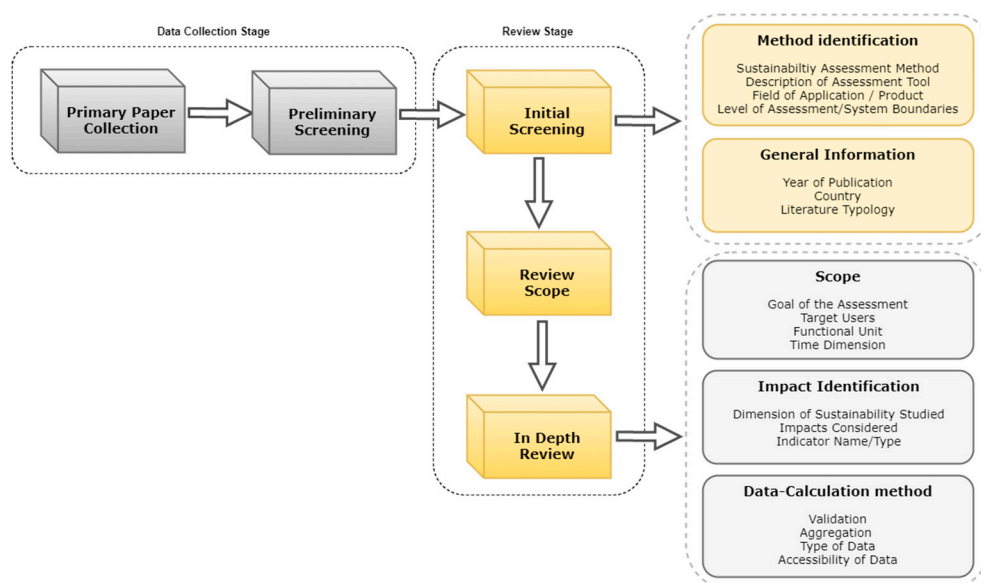 Data Collection Stage
Review Stage
Primary Paper
Collection
Preliminary
Screening
Initial
Screening
Review
Scope
In Depth
Review
Method identification
Sustainabiltiy Assessment Method
Description of Assessment Tool
Field of Application / Product
Level of Assessment/System Boundaries
General Information
Year of Publication
Country
Literature Typology
Scope
Goal of the Assessment
Target Users
Functional Unit
Time Dimension
Impact Identification
Dimension of Sustainability Studied
Impacts Considered
Indicator Name/Type
Data-Calculation method
Validation
Aggregation
Type of Data
Accessibility of Data